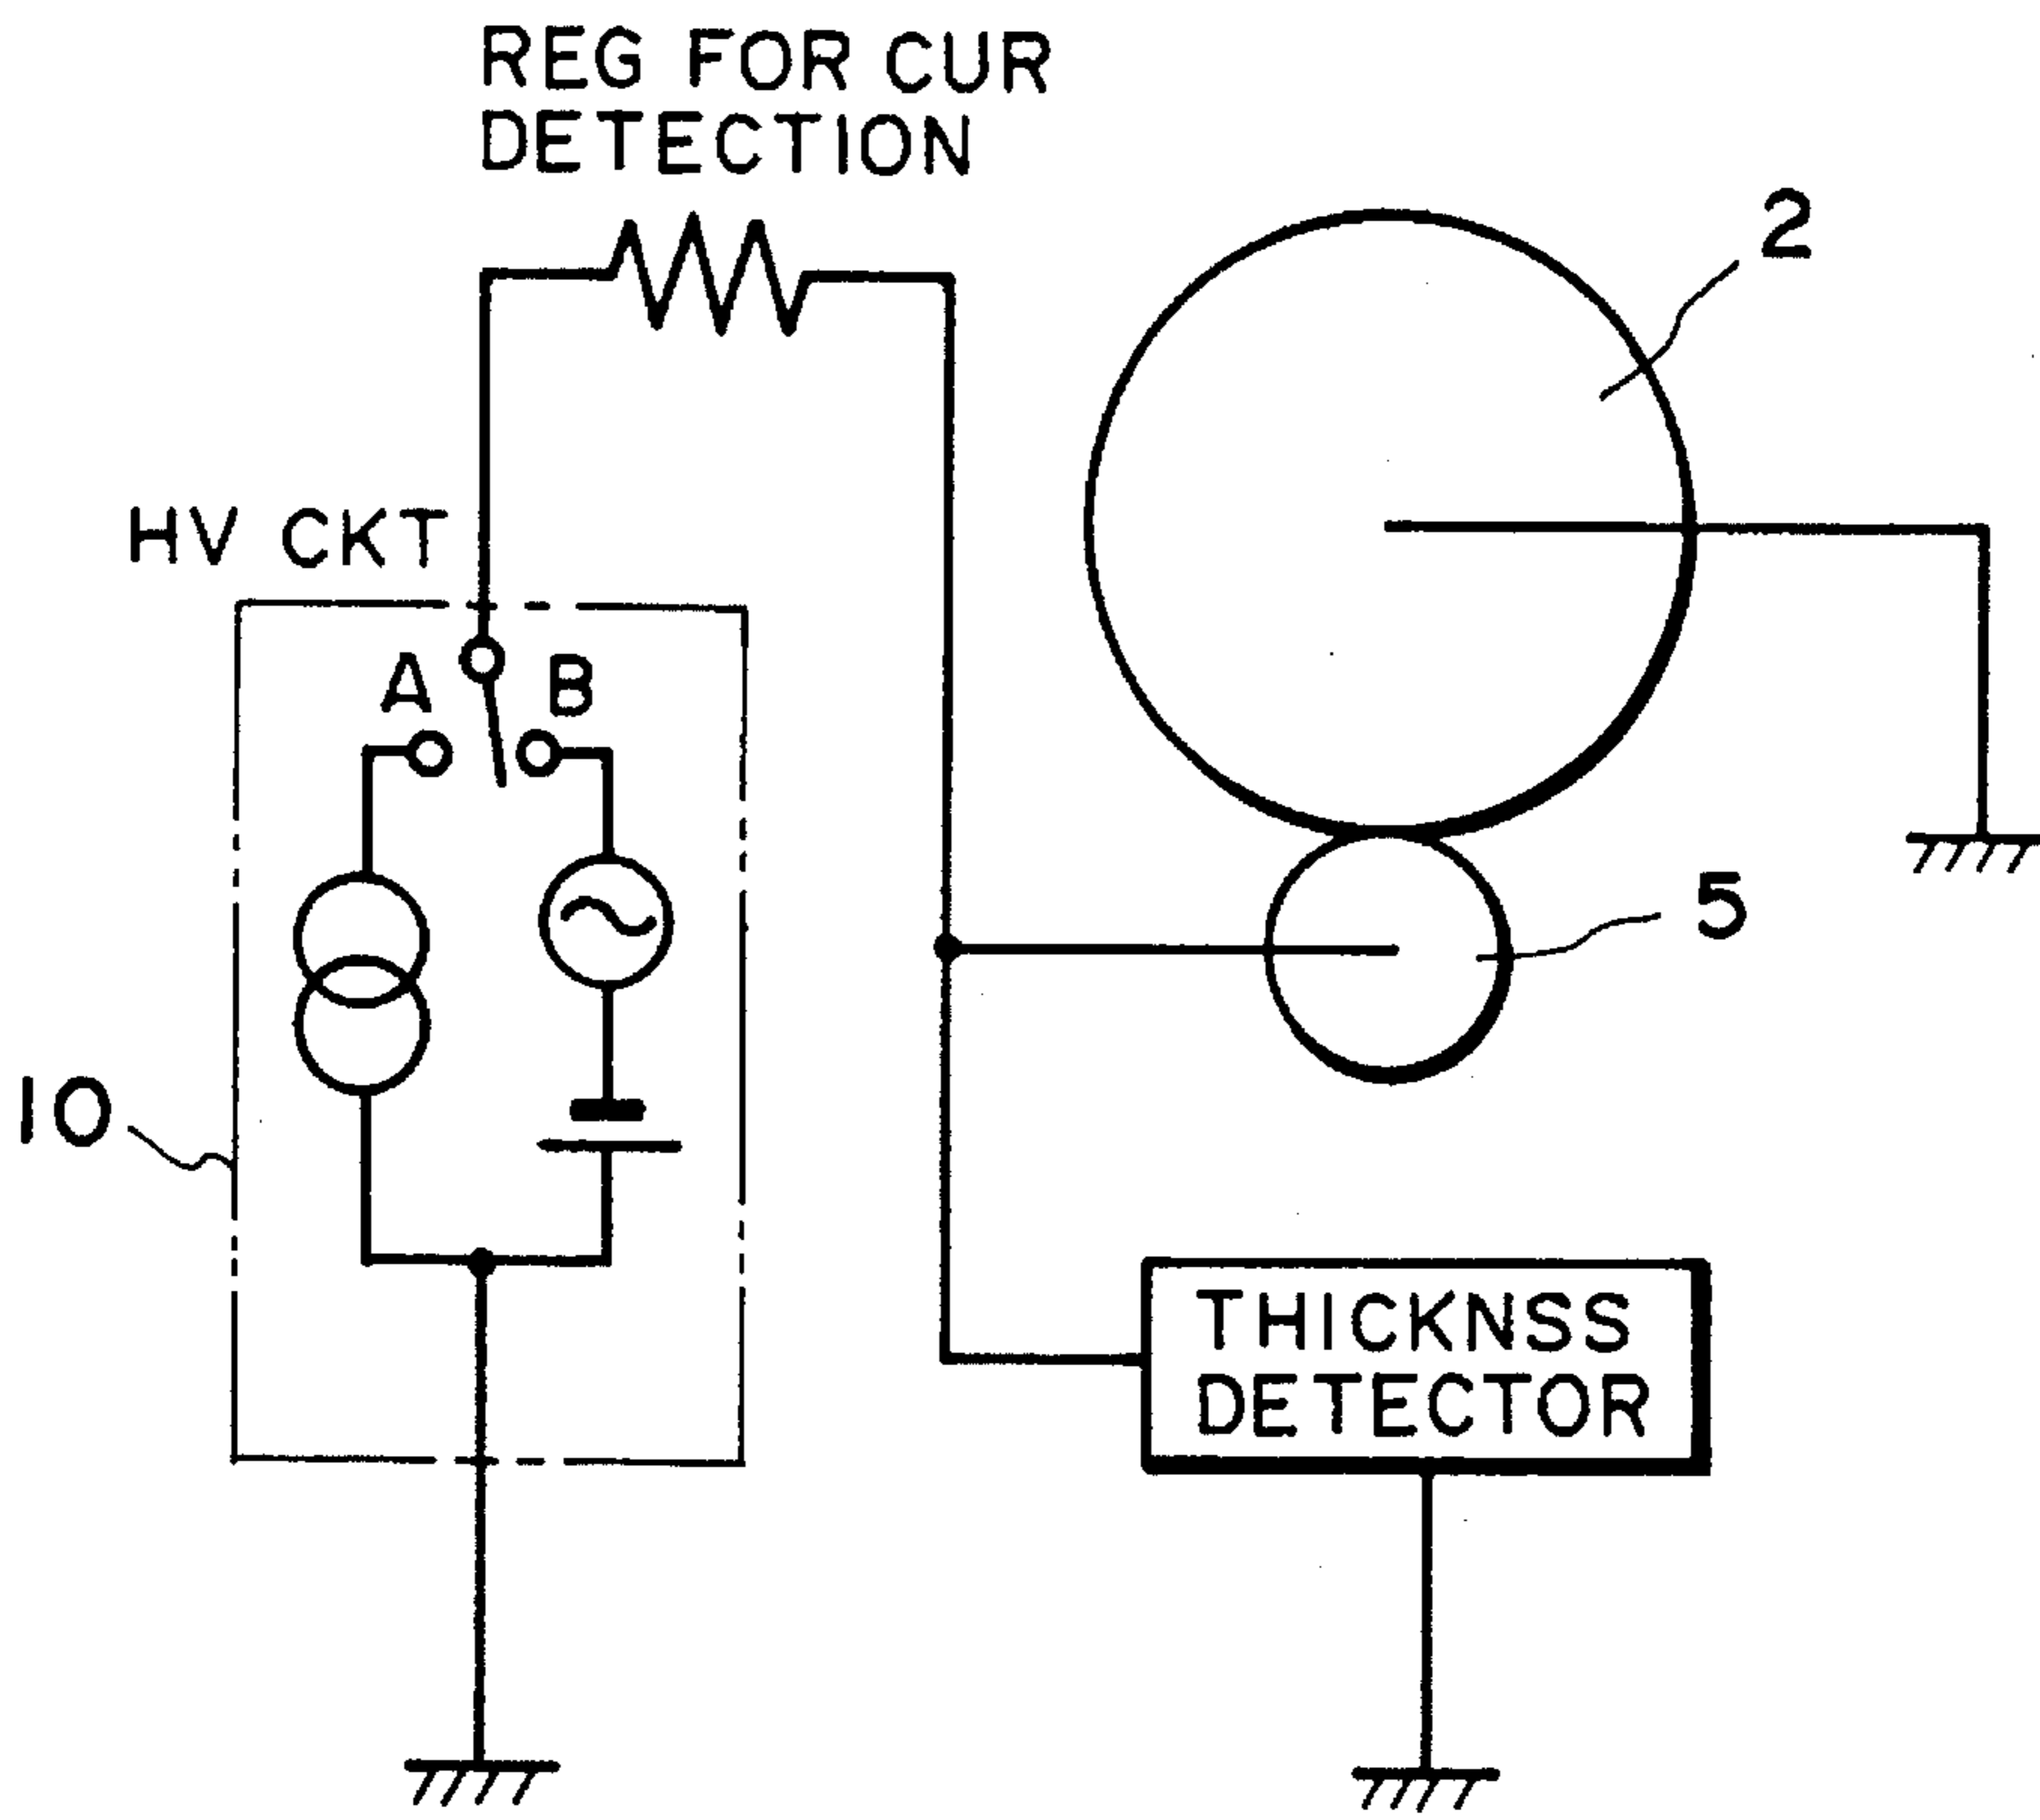 REG FOR CUR
DETECTION
2
HV CKT
A
B
5
10
THICKNSS
DETECTOR